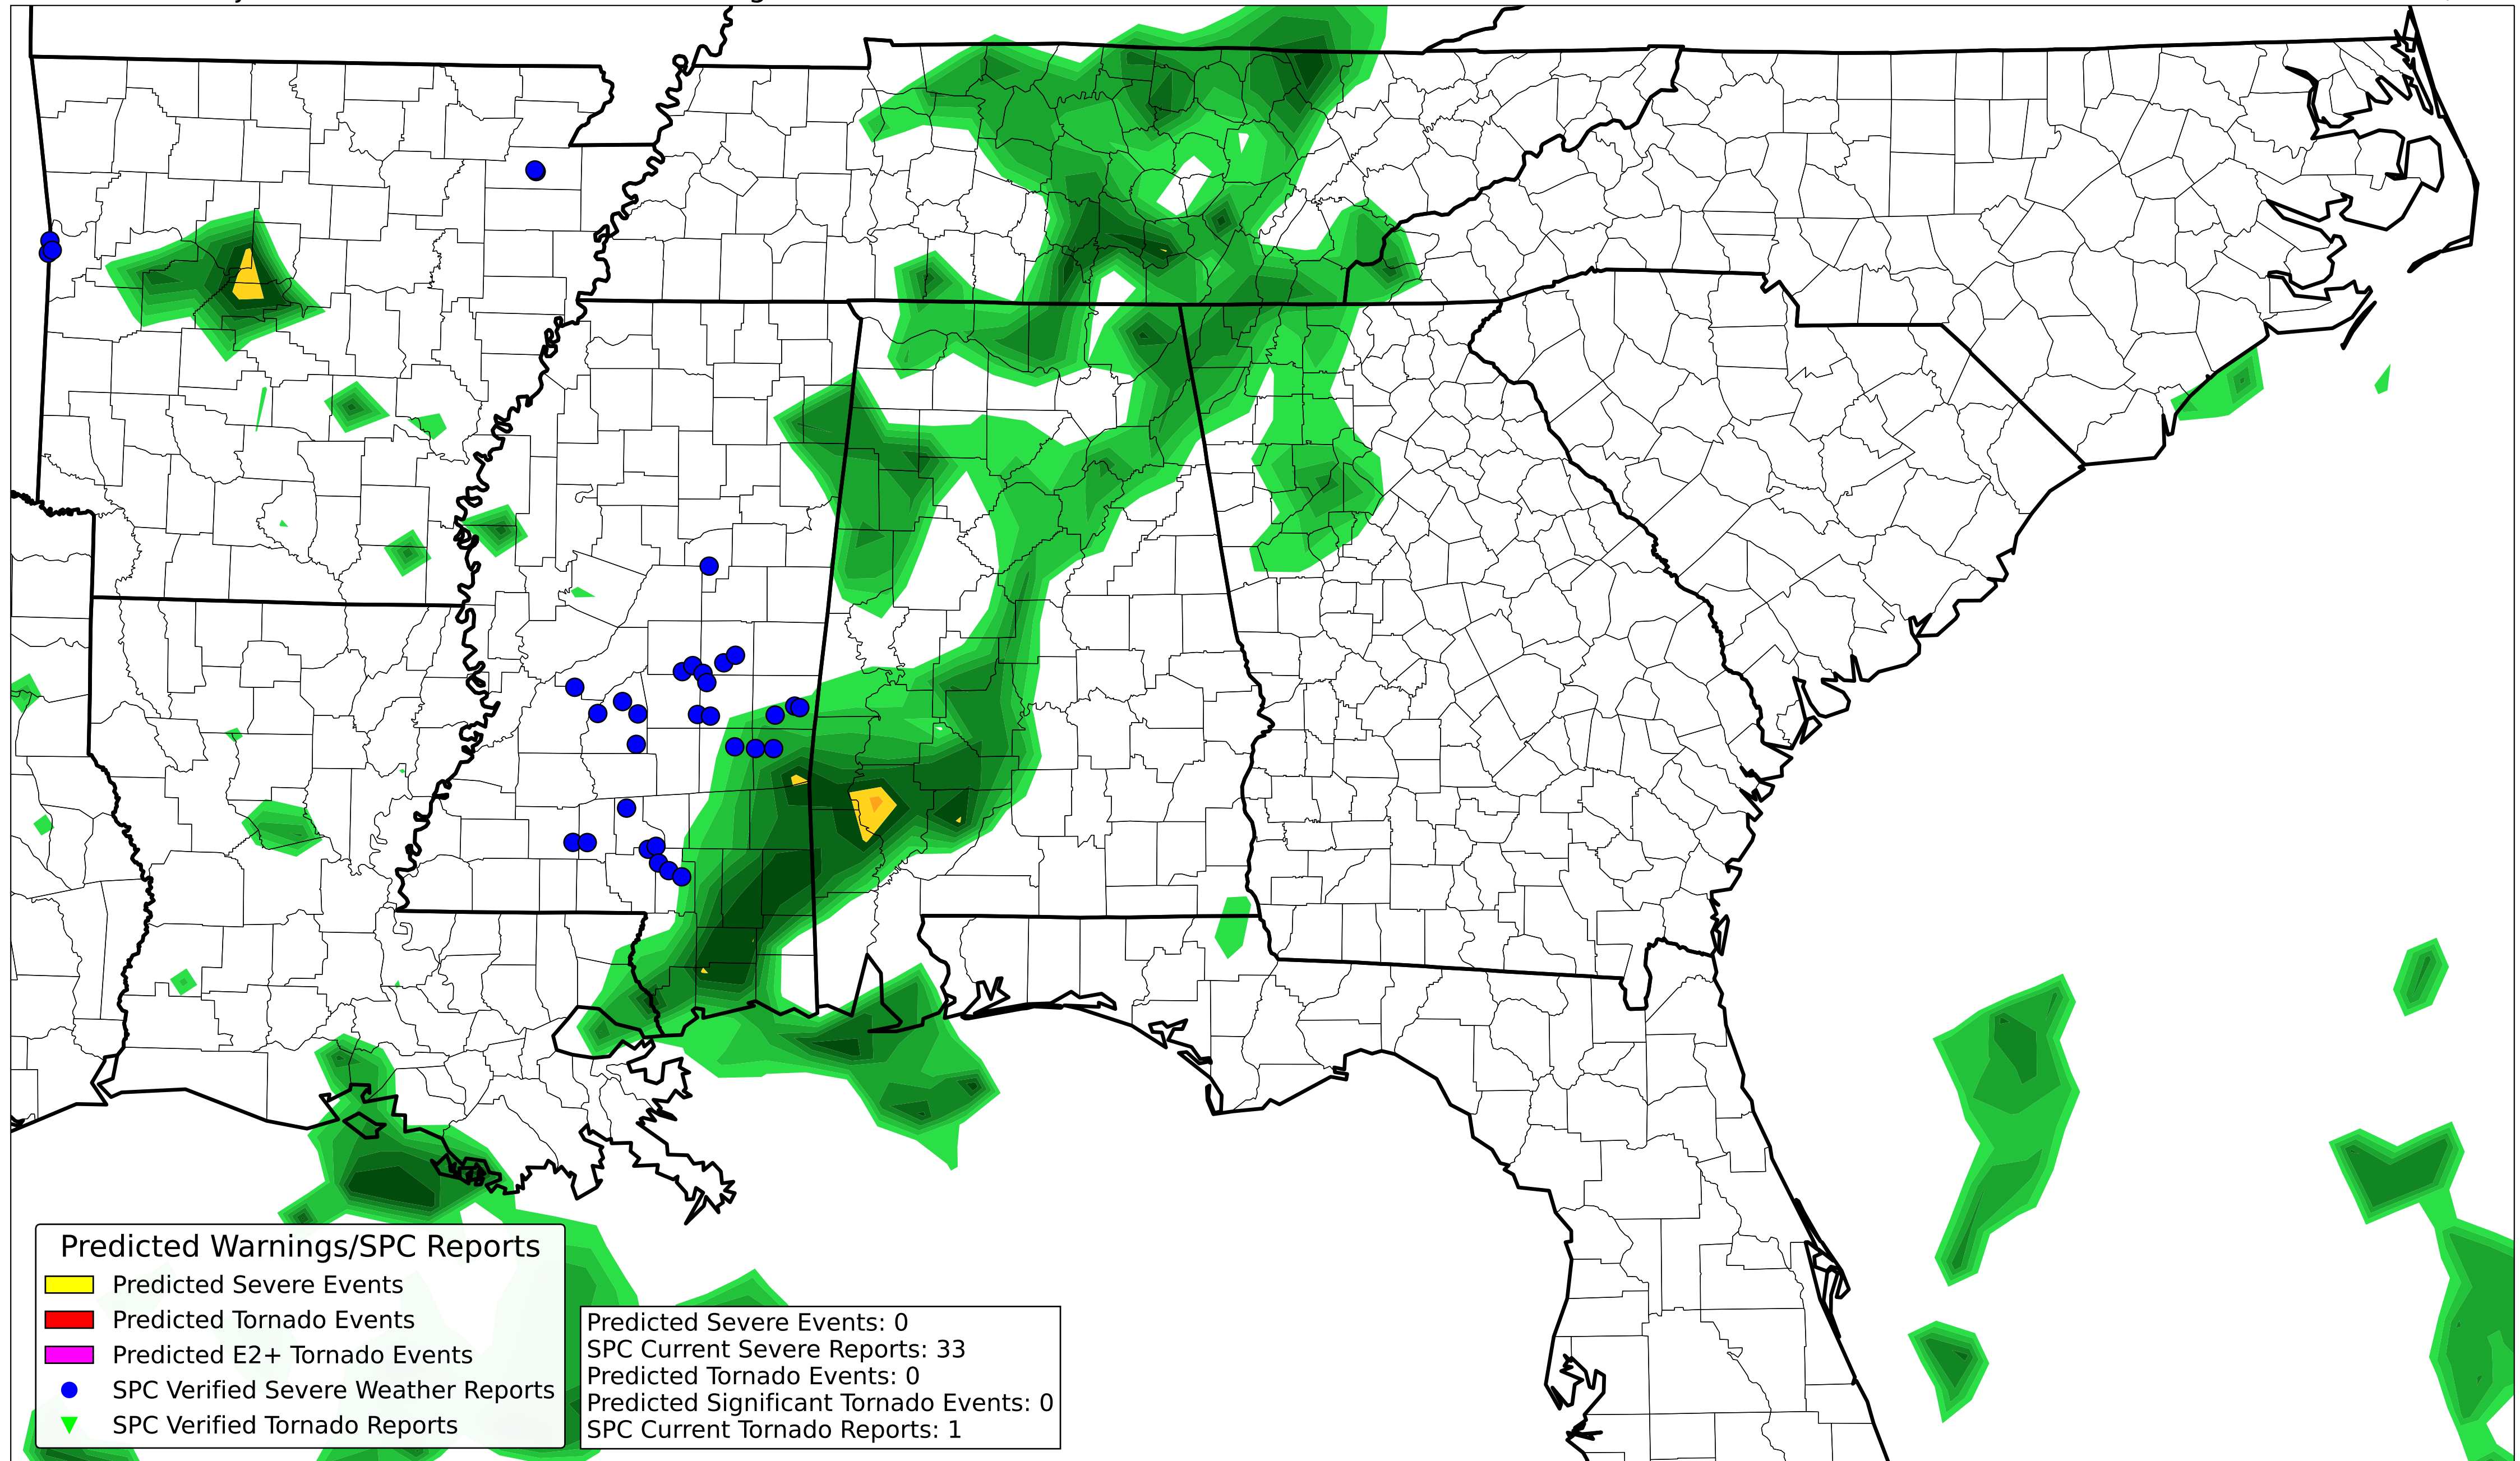 Predicted Warnings/SPC Reports
Predicted Severe Events
Predicted Tornado Events
Predicted E2+ Tornado Events
SPC Verified Severe Weather Reports
SPC Verified Tornado Reports
Predicted Severe Events: 0
SPC Current Severe Reports: 33
Predicted Tornado Events: 0
Predicted Significant Tornado Events: 0
SPC Current Tornado Reports: 1